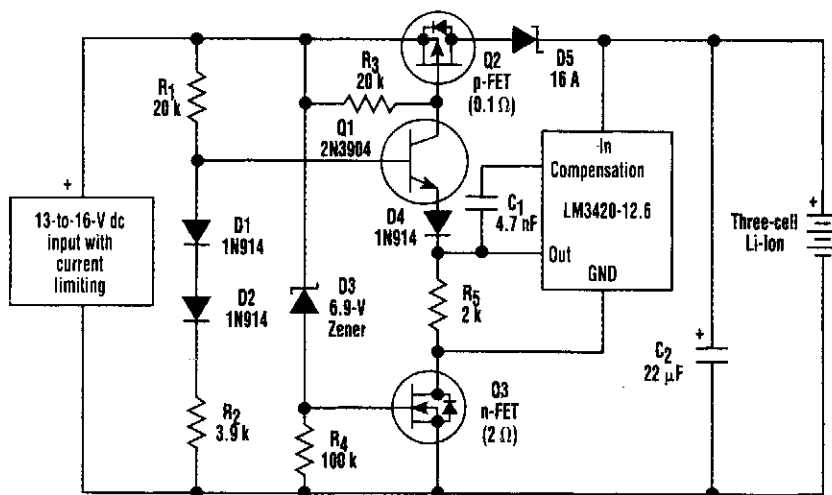 R1
20 k
R3
20 k
Q2
p-FET
(0.1 Ω)
D5
16 A
Q1
2N3904
In
Compensation
LM3420-12.6
Out
GND
+
13-to-16-V dc
input with
current
limiting
D1
1N914
D2
1N914
D3
6.9-V
Zener
D4
1N914
C1
4.7 nF
R5
2 k
+
Three-cell
Li-ion
R2
3.9 k
R4
100 k
Q3
n-FET
(2 Ω)
+
C2
22 µF